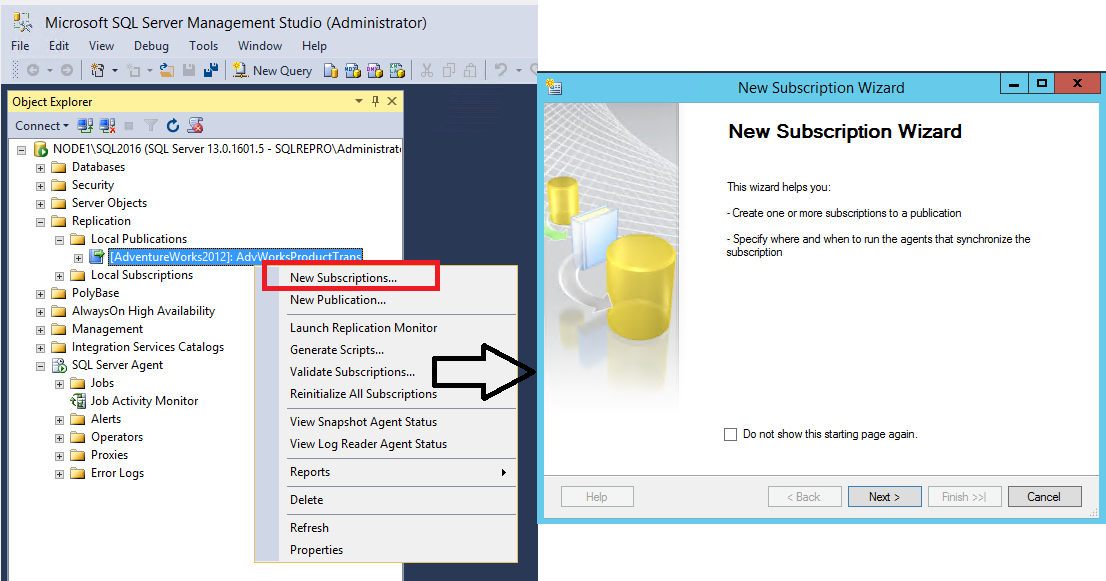 Microsoft SQL Server Management Studio (Administrator)
File Edit View Debug Tools Window Help
New Query
Object Explorer
Connect
NODE1\SQL2016 (SQL Server 13.0.1601.5 - SQLREPRO\Administrato
Databases
Security
Server Objects
Replication
Local Publications
[AdventureWorks2012]: AdvWorksProductTrans
Local Subscriptions
PolyBase
AlwaysOn High Availability
Management
Integration Services Catalogs
SQL Server Agent
Jobs
Job Activity Monitor
Alerts
Operators
Proxies
Error Logs
New Subscriptions...
New Publication...
Launch Replication Monitor
Generate Scripts...
Validate Subscriptions...
Reinitialize All Subscriptions
View Snapshot Agent Status
View Log Reader Agent Status
Reports
Delete
Refresh
Properties
New Subscription Wizard
New Subscription Wizard
This wizard helps you:
- Create one or more subscriptions to a publication
- Specify where and when to run the agents that synchronize the
subscription
Do not show this starting page again.
Help < Back Next > Finish >>| Cancel